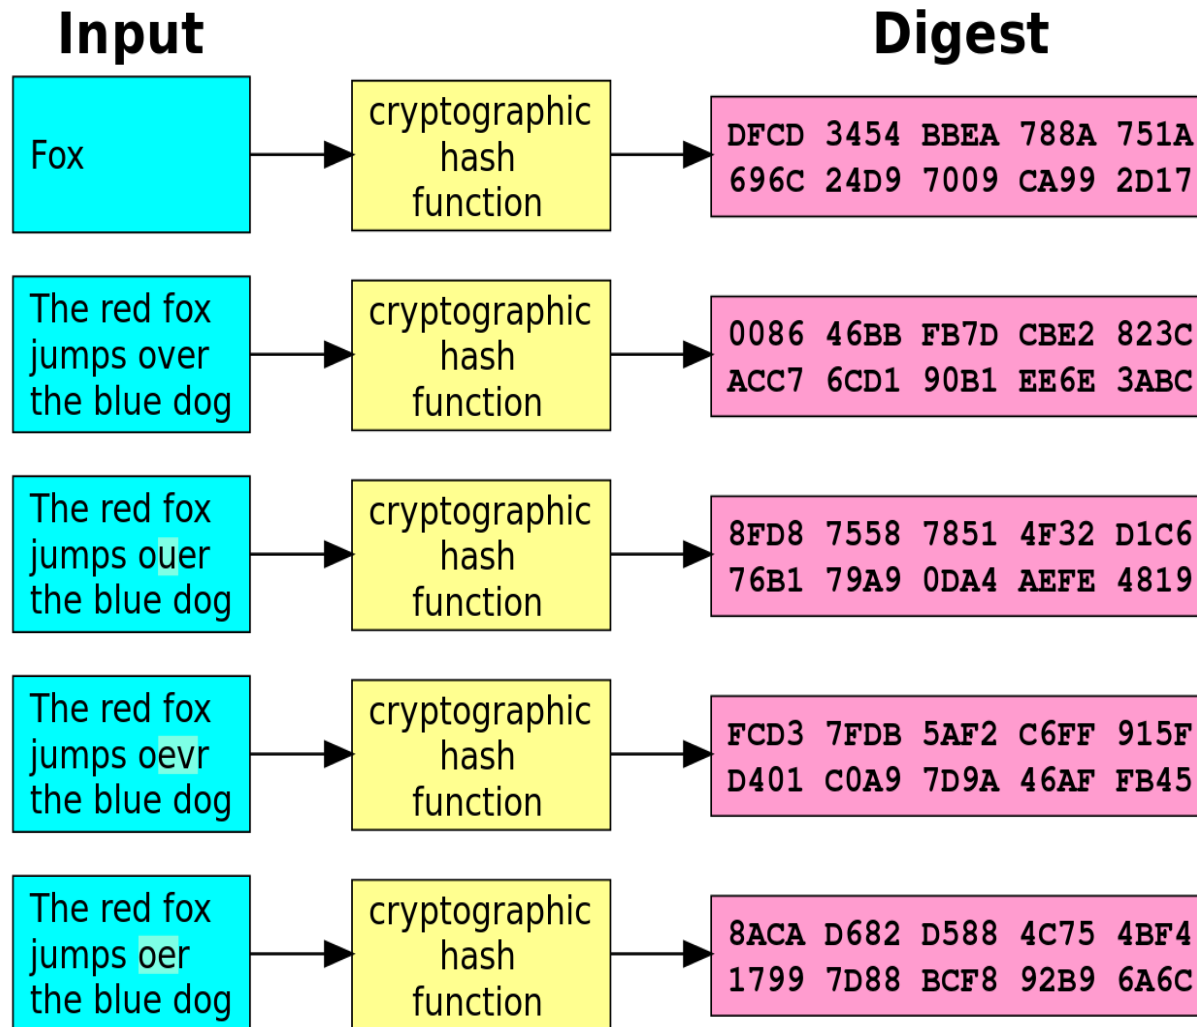 Input
Digest
Fox
cryptographic
hash
function
DFCD 3454 BBEA 788A 751A
696C 24D9 7009 CA99 2D17
The red fox
jumps over
the blue dog
cryptographic
hash
function
0086 46BB FB7D CBE2 823C
ACC7 6CD1 90B1 EE6E 3ABC
The red fox
jumps ouer
the blue dog
cryptographic
hash
function
8FD8 7558 7851 4F32 D1C6
76B1 79A9 0DA4 AEFE 4819
The red fox
jumps oevr
the blue dog
cryptographic
hash
function
FCD3 7FDB 5AF2 C6FF 915F
D401 C0A9 7D9A 46AF FB45
The red fox
jumps oer
the blue dog
cryptographic
hash
function
8ACA D682 D588 4C75 4BF4
1799 7D88 BCF8 92B9 6A6C